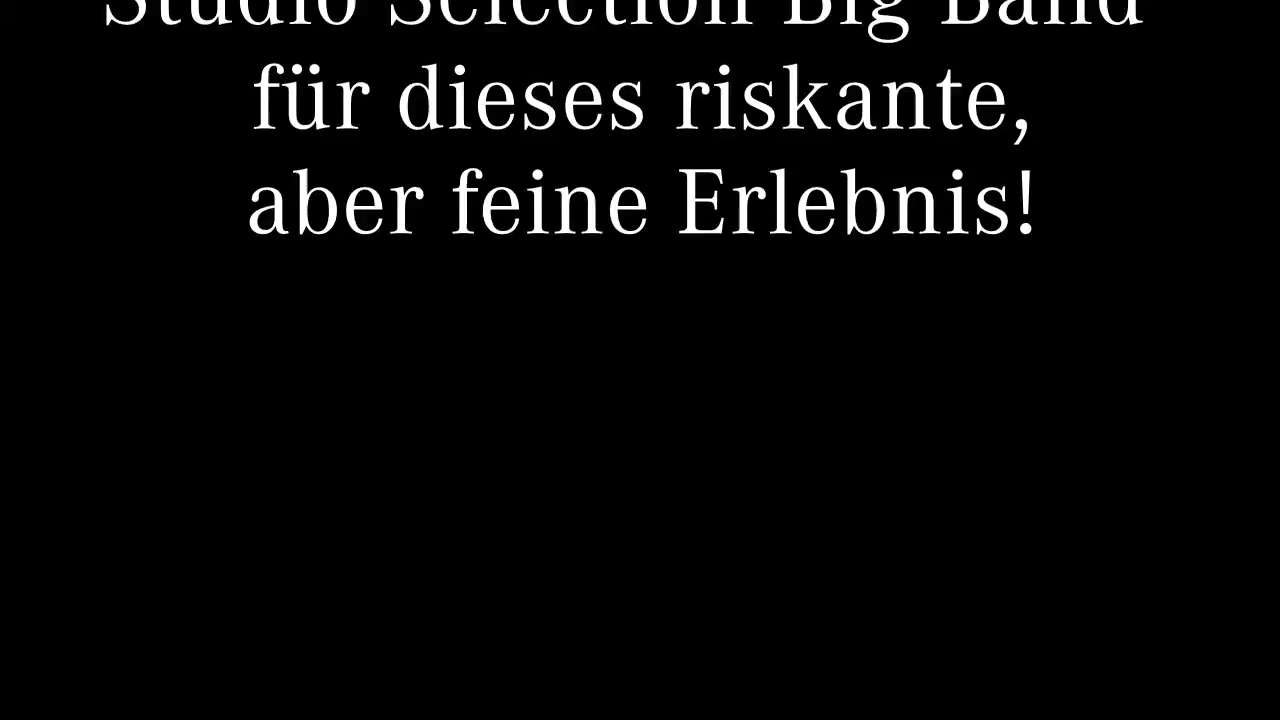 Studio Selection Big Band
für dieses riskante,
aber feine Erlebnis!